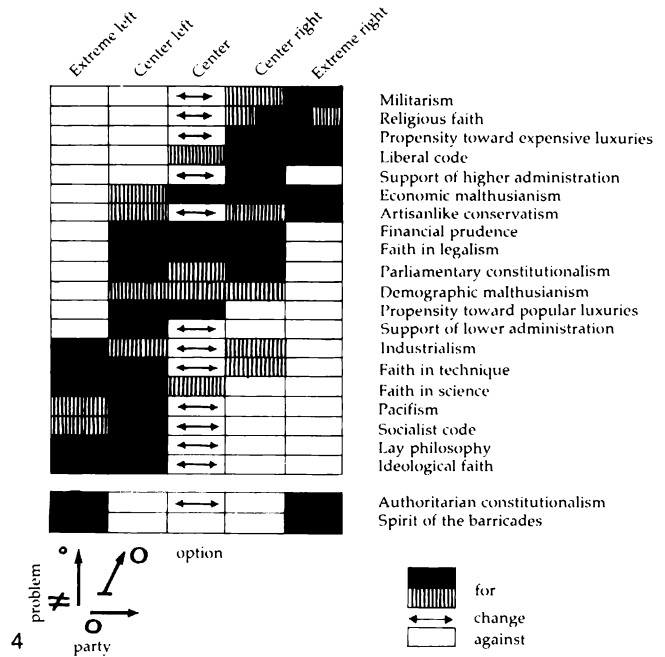 Extreme left
Center left
Center
Center right
Extreme right
Militarism
Religious faith
Propensity toward expensive luxuries
Liberal code
Support of higher administration
Economic malthusianism
Artisanlike conservatism
Financial prudence
Faith in legalism
Parliamentary constitutionalism
Demographic malthusianism
Propensity toward popular luxuries
Support of lower administration
Industrialism
Faith in technique
Faith in science
Pacifism
Socialist code
Lay philosophy
Ideological faith
Authoritarian constitutionalism
Spirit of the barricades
option
problem
≠
O
O
party
for
change
against
4